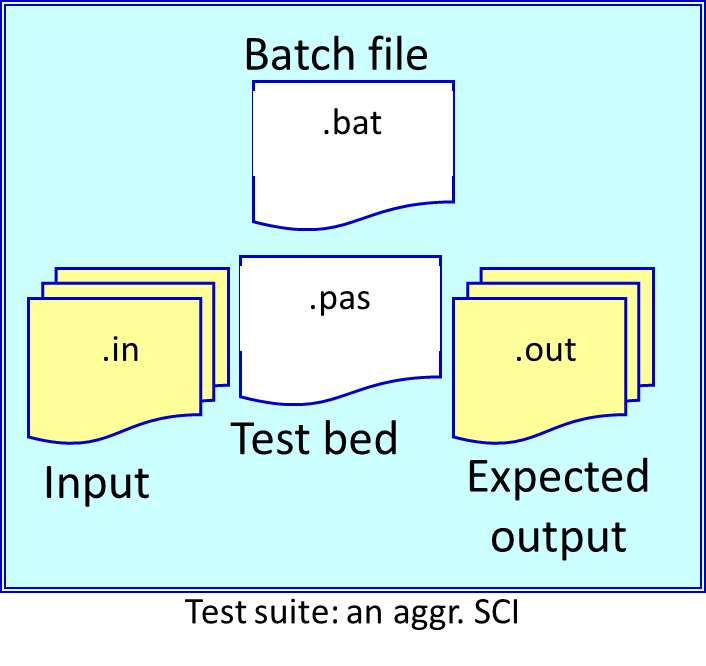 Batch file
.bat
.pas
.in
.out
Test bed
Input
Expected
output
Test suite: an aggr. SCI